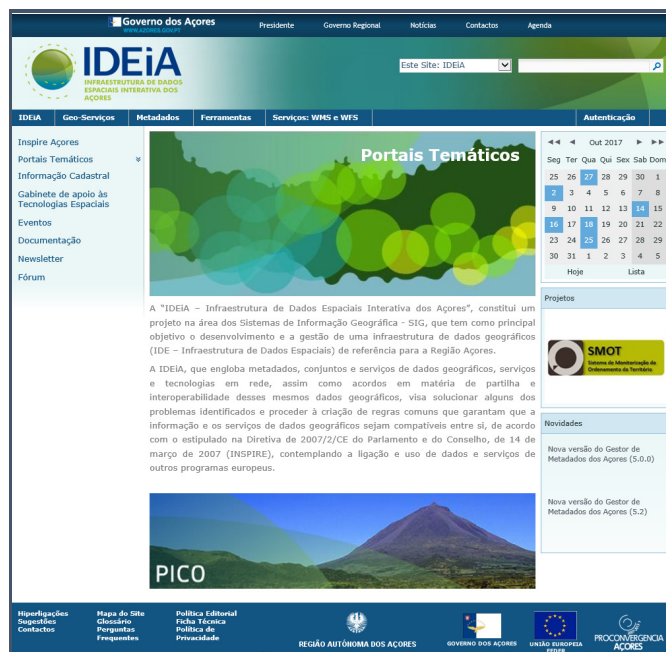 Governo dos Açores
WWW.AZORES.GOV.PT
Presidente Governo Regional Notícias Contactos Agenda
IDEiA
INFRAESTRUTURA DE DADOS
ESPACIAIS INTERATIVA DOS
AÇORES
Este Site: IDEiA
IDEiA Geo-Serviços Metadados Ferramentas Serviços: WMS e WFS Autenticação
Inspire Açores
Portais Temáticos
Informação Cadastral
Gabinete de apoio às
Tecnologias Espaciais
Eventos
Documentação
Newsletter
Fórum
Portais Temáticos
A "IDEiA – Infraestrutura de Dados Espaciais Interativa dos Açores", constitui um
projeto na área dos Sistemas de Informação Geográfica - SIG, que tem como principal
objetivo o desenvolvimento e a gestão de uma infraestrutura de dados geográficos
(IDE – Infraestrutura de Dados Espaciais) de referência para a Região Açores.
A IDEiA, que engloba metadados, conjuntos e serviços de dados geográficos, serviços
e tecnologias em rede, assim como acordos em matéria de partilha e
interoperabilidade desses mesmos dados geográficos, visa solucionar alguns dos
problemas identificados e proceder à criação de regras comuns que garantam que a
informação e os serviços de dados geográficos sejam compatíveis entre si, de acordo
com o estipulado na Diretiva de 2007/2/CE do Parlamento e do Conselho, de 14 de
março de 2007 (INSPIRE), contemplando a ligação e uso de dados e serviços de
outros programas europeus.
PICO
Out 2017
Seg Ter Qua Qui Sex Sab Dom
25 26 27 28 29 30 1
2 3 4 5 6 7 8
9 10 11 12 13 14 15
16 17 18 19 20 21 22
23 24 25 26 27 28 29
30 31 1 2 3 4 5
Hoje Lista
Projetos
SMOT
Sistema de Monitorização do
Ordenamento do Território
Novidades
Nova versão do Gestor de
Metadados dos Açores (5.0.0)
Nova versão do Gestor de
Metadados dos Açores (5.2)
Hiperligações
Sugestões
Contactos
Mapa do Site
Glossário
Perguntas
Frequentes
Política Editorial
Ficha Técnica
Política de
Privacidade
REGIÃO AUTÓNOMA DOS AÇORES
GOVERNO DOS AÇORES
UNIÃO EUROPEIA
FEDER
PROCONVERGENCIA
AÇORES